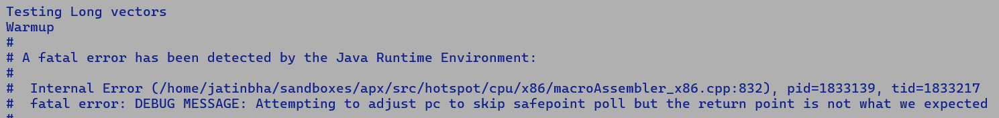 Testing Long vectors
Warmup
#
# A fatal error has been detected by the Java Runtime Environment:
#
#  Internal Error (/home/jatinbha/sandboxes/apx/src/hotspot/cpu/x86/macroAssembler_x86.cpp:832), pid=1833139, tid=1833217
#  fatal error: DEBUG MESSAGE: Attempting to adjust pc to skip safepoint poll but the return point is not what we expected
#